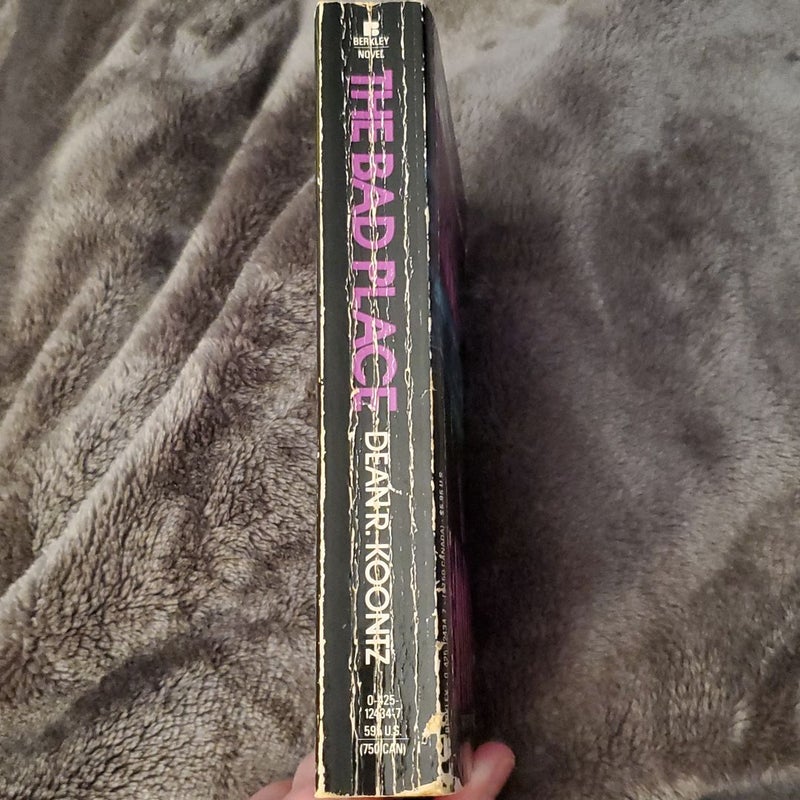 BERKLEY
NOVEL
THE BAD PLACE
DEAN R. KOONTZ
0-425-
12434-7
595 U.S.
(750 CAN)